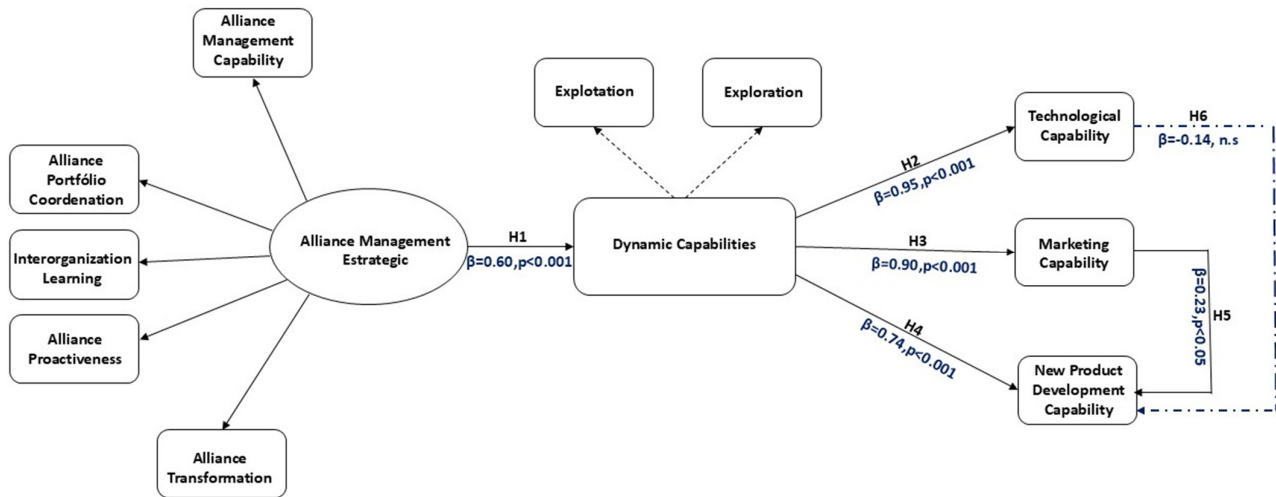 Alliance
Management
Capability
Explotation
Exploration
Technological
Capability
H6
β=-0.14, n.s
Alliance
Portfólio
Coordenation
H2
β=0.95,p<0.001
Interorganization
Learning
Alliance Management
Estrategic
H1
β=0.60,p<0.001
Dynamic Capabilities
H3
β=0.90,p<0.001
Marketing
Capability
β=0.23,p<0.05
H5
Alliance
Proactiveness
H4
β=0.74,p<0.001
New Product
Development
Capability
Alliance
Transformation